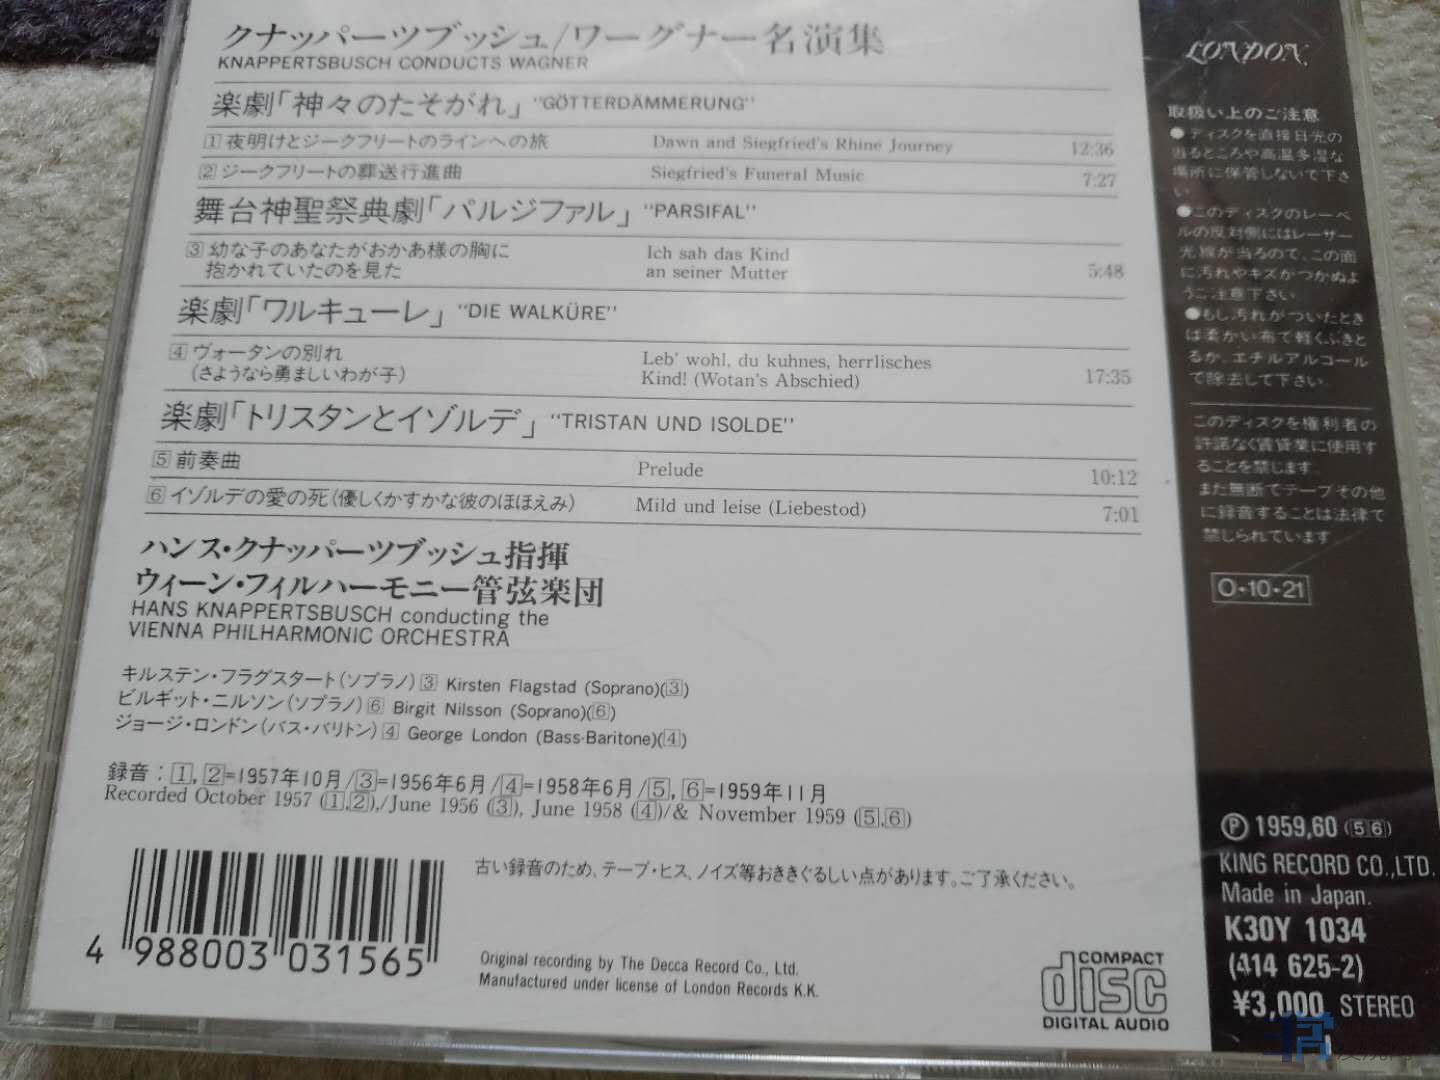 クナッパーツブッシュ/ワーグナー名演集
KNAPPERTSBUSCH CONDUCTS WAGNER
楽劇「神々のたそがれ」 "GÖTTERDÄMMERUNG"
1 夜明けとジークフリートのラインへの旅 Dawn and Siegfried's Rhine Journey 12:36
2 ジークフリートの葬送行進曲 Siegfried's Funeral Music 7:27
舞台神聖祭典劇「パルジファル」 "PARSIFAL"
3 幼な子のあなたがおかあ様の胸に Ich sah das Kind
抱かれていたのを見た an seiner Mutter 5:48
楽劇「ワルキューレ」 "DIE WALKÜRE"
4 ヴォータンの別れ Leb' wohl, du kuhnes, herrlisches
(さようなら勇ましいわが子) Kind! (Wotan's Abschied) 17:35
楽劇「トリスタンとイゾルデ」 "TRISTAN UND ISOLDE"
5 前奏曲 Prelude 10:12
6 イゾルデの愛の死(優しくかすかな彼のほほえみ) Mild und leise (Liebestod) 7:01
ハンス・クナッパーツブッシュ指揮
ウィーン・フィルハーモニー管弦楽団
HANS KNAPPERTSBUSCH conducting the
VIENNA PHILHARMONIC ORCHESTRA
キルステン・フラグスタート(ソプラノ) 3 Kirsten Flagstad (Soprano)(3)
ビルギット・ニルソン(ソプラノ) 6 Birgit Nilsson (Soprano)(6)
ジョージ・ロンドン(バス・バリトン) 4 George London (Bass-Baritone)(4)
録音：1, 2=1957年10月/3=1956年6月/4=1958年6月/5, 6=1959年11月
Recorded October 1957 (1,2),/June 1956 (3), June 1958 (4)/& November 1959 (5,6)
古い録音のため、テープ・ヒス、ノイズ等おききぐるしい点があります。ご了承ください。
4 988003 031565
Original recording by The Decca Record Co., Ltd.
Manufactured under license of London Records K.K.
COMPACT
disc
DIGITAL AUDIO
LONDON
取扱い上のご注意
●ディスクを直接日光の
当るところや高温多湿な
場所に保管しないで下さ
い
●このディスクのレーベ
ルの反対側にはレーザー
光線が当るので、この面
に汚れやキズがつかぬよ
うご注意下さい
●もし汚れがついたとき
は柔かい布で軽くふきと
るか、エチルアルコール
で除去して下さい。
このディスクを権利者の
許諾なく賃貸業に使用す
ることを禁じます。
また無断でテープその他
に録音することは法律で
禁じられています。
O・10・21
Ⓟ 1959,60 (5 6)
KING RECORD CO.,LTD.
Made in Japan.
K30Y 1034
(414 625-2)
¥3,000 STEREO